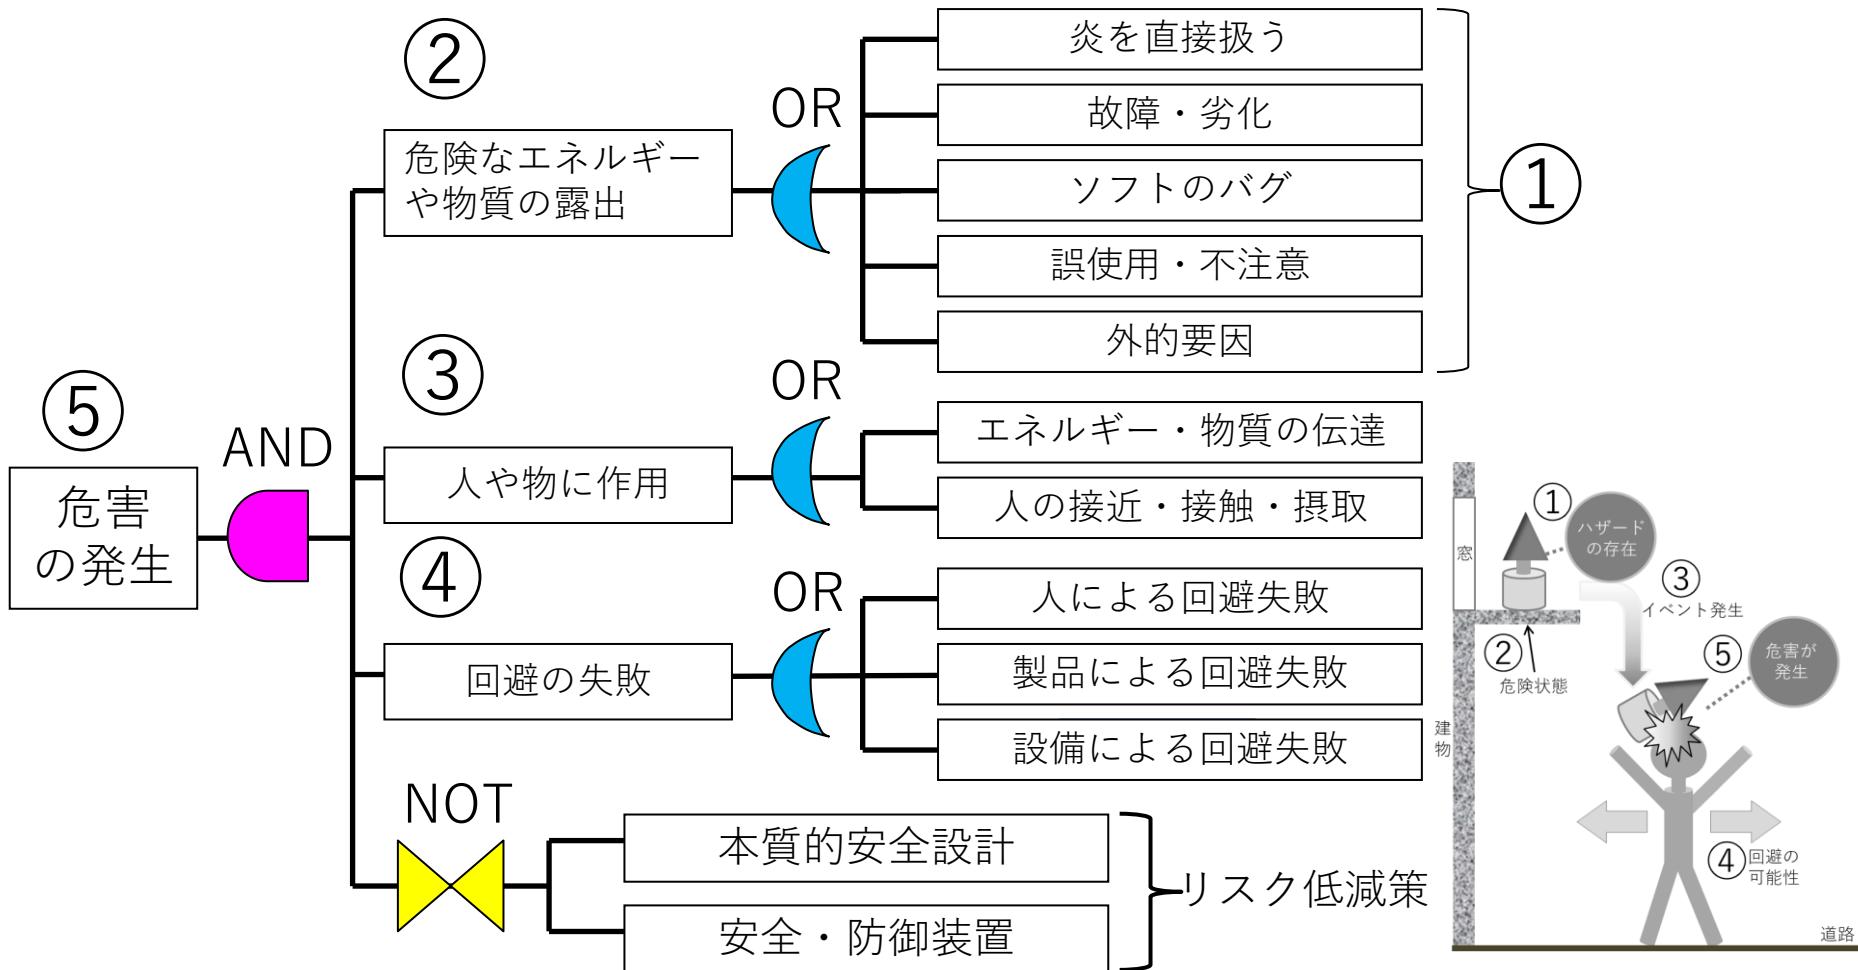 ②
危険なエネルギー
や物質の露出
OR
炎を直接扱う
故障・劣化
ソフトのバグ
誤使用・不注意
外的要因
①
⑤
危害
の発生
AND
③
人や物に作用
OR
エネルギー・物質の伝達
人の接近・接触・摂取
④
回避の失敗
OR
人による回避失敗
製品による回避失敗
設備による回避失敗
NOT
本質的安全設計
安全・防御装置
リスク低減策
窓
①
ハザード
の存在
③
イベント発生
②
危険状態
⑤
危害が
発生
建
物
④
回避の
可能性
道路